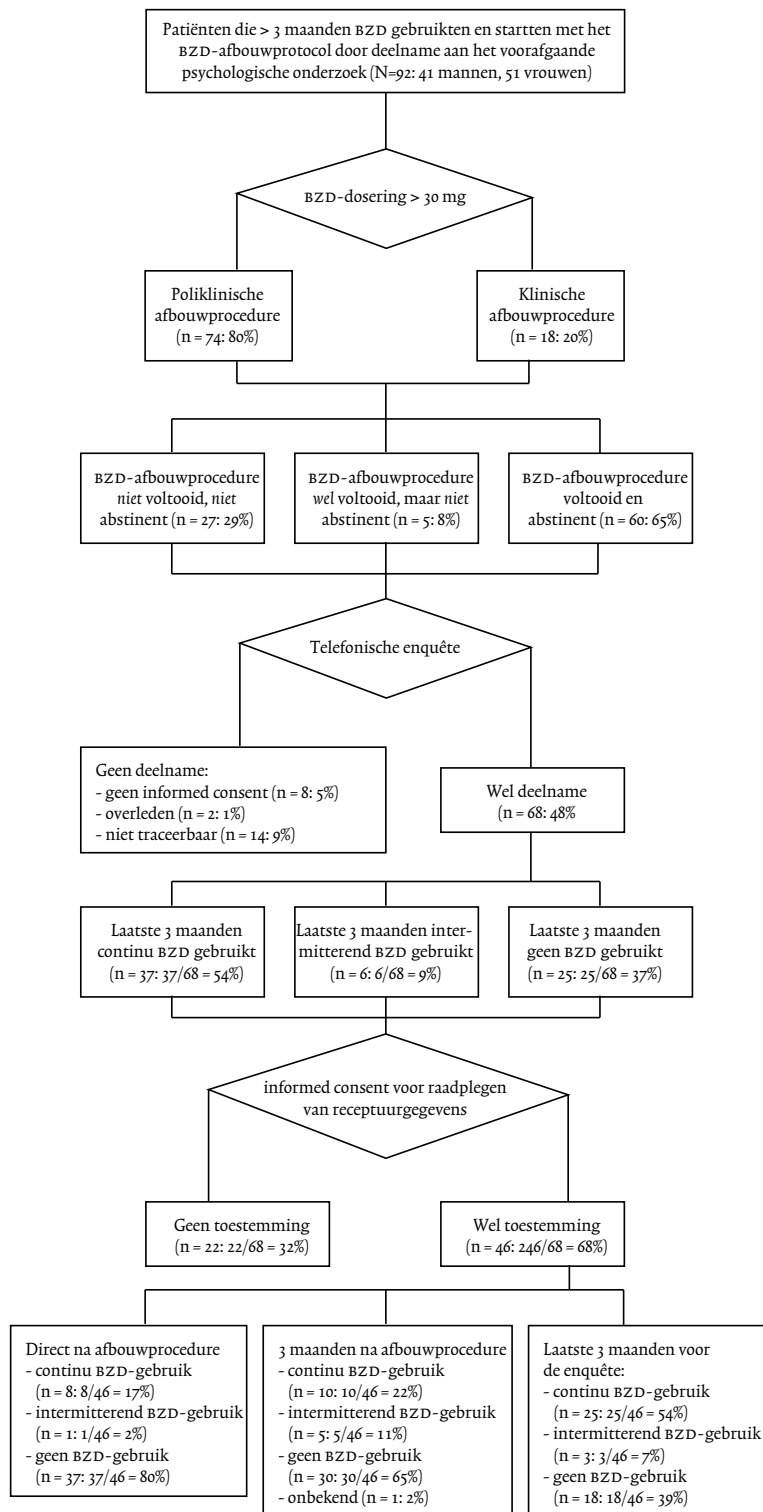 Patiënten die > 3 maanden BZD gebruikten en startten met het
BZD-afbouwprotocol door deelname aan het voorafgaande
psychologische onderzoek (N=92: 41 mannen, 51 vrouwen)
BZD-dosering > 30 mg
Poliklinische
afbouwprocedure
(n = 74: 80%)
Klinische
afbouwprocedure
(n = 18: 20%)
BZD-afbouwprocedure
niet voltooid, niet
abstinent (n = 27: 29%)
BZD-afbouwprocedure
wel voltooid, maar niet
abstinent (n = 5: 8%)
BZD-afbouwprocedure
voltooid en
abstinent (n = 60: 65%)
Telefonische enquête
Geen deelname:
- geen informed consent (n = 8: 5%)
- overleden (n = 2: 1%)
- niet traceerbaar (n = 14: 9%)
Wel deelname
(n = 68: 48%
Laatste 3 maanden
continu BZD gebruikt
(n = 37: 37/68 = 54%)
Laatste 3 maanden inter-
mitterend BZD gebruikt
(n = 6: 6/68 = 9%)
Laatste 3 maanden
geen BZD gebruikt
(n = 25: 25/68 = 37%)
informed consent voor raadplegen
van receptuurgegevens
Geen toestemming
(n = 22: 22/68 = 32%)
Wel toestemming
(n = 46: 246/68 = 68%)
Direct na afbouwprocedure
- continu BZD-gebruik
(n = 8: 8/46 = 17%)
- intermitterend BZD-gebruik
(n = 1: 1/46 = 2%)
- geen BZD-gebruik
(n = 37: 37/46 = 80%)
3 maanden na afbouwprocedure
- continu BZD-gebruik
(n = 10: 10/46 = 22%)
- intermitterend BZD-gebruik
(n = 5: 5/46 = 11%)
- geen BZD-gebruik
(n = 30: 30/46 = 65%)
- onbekend (n = 1: 2%)
Laatste 3 maanden voor
de enquête:
- continu BZD-gebruik
(n = 25: 25/46 = 54%)
- intermitterend BZD-gebruik
(n = 3: 3/46 = 7%)
- geen BZD-gebruik
(n = 18: 18/46 = 39%)